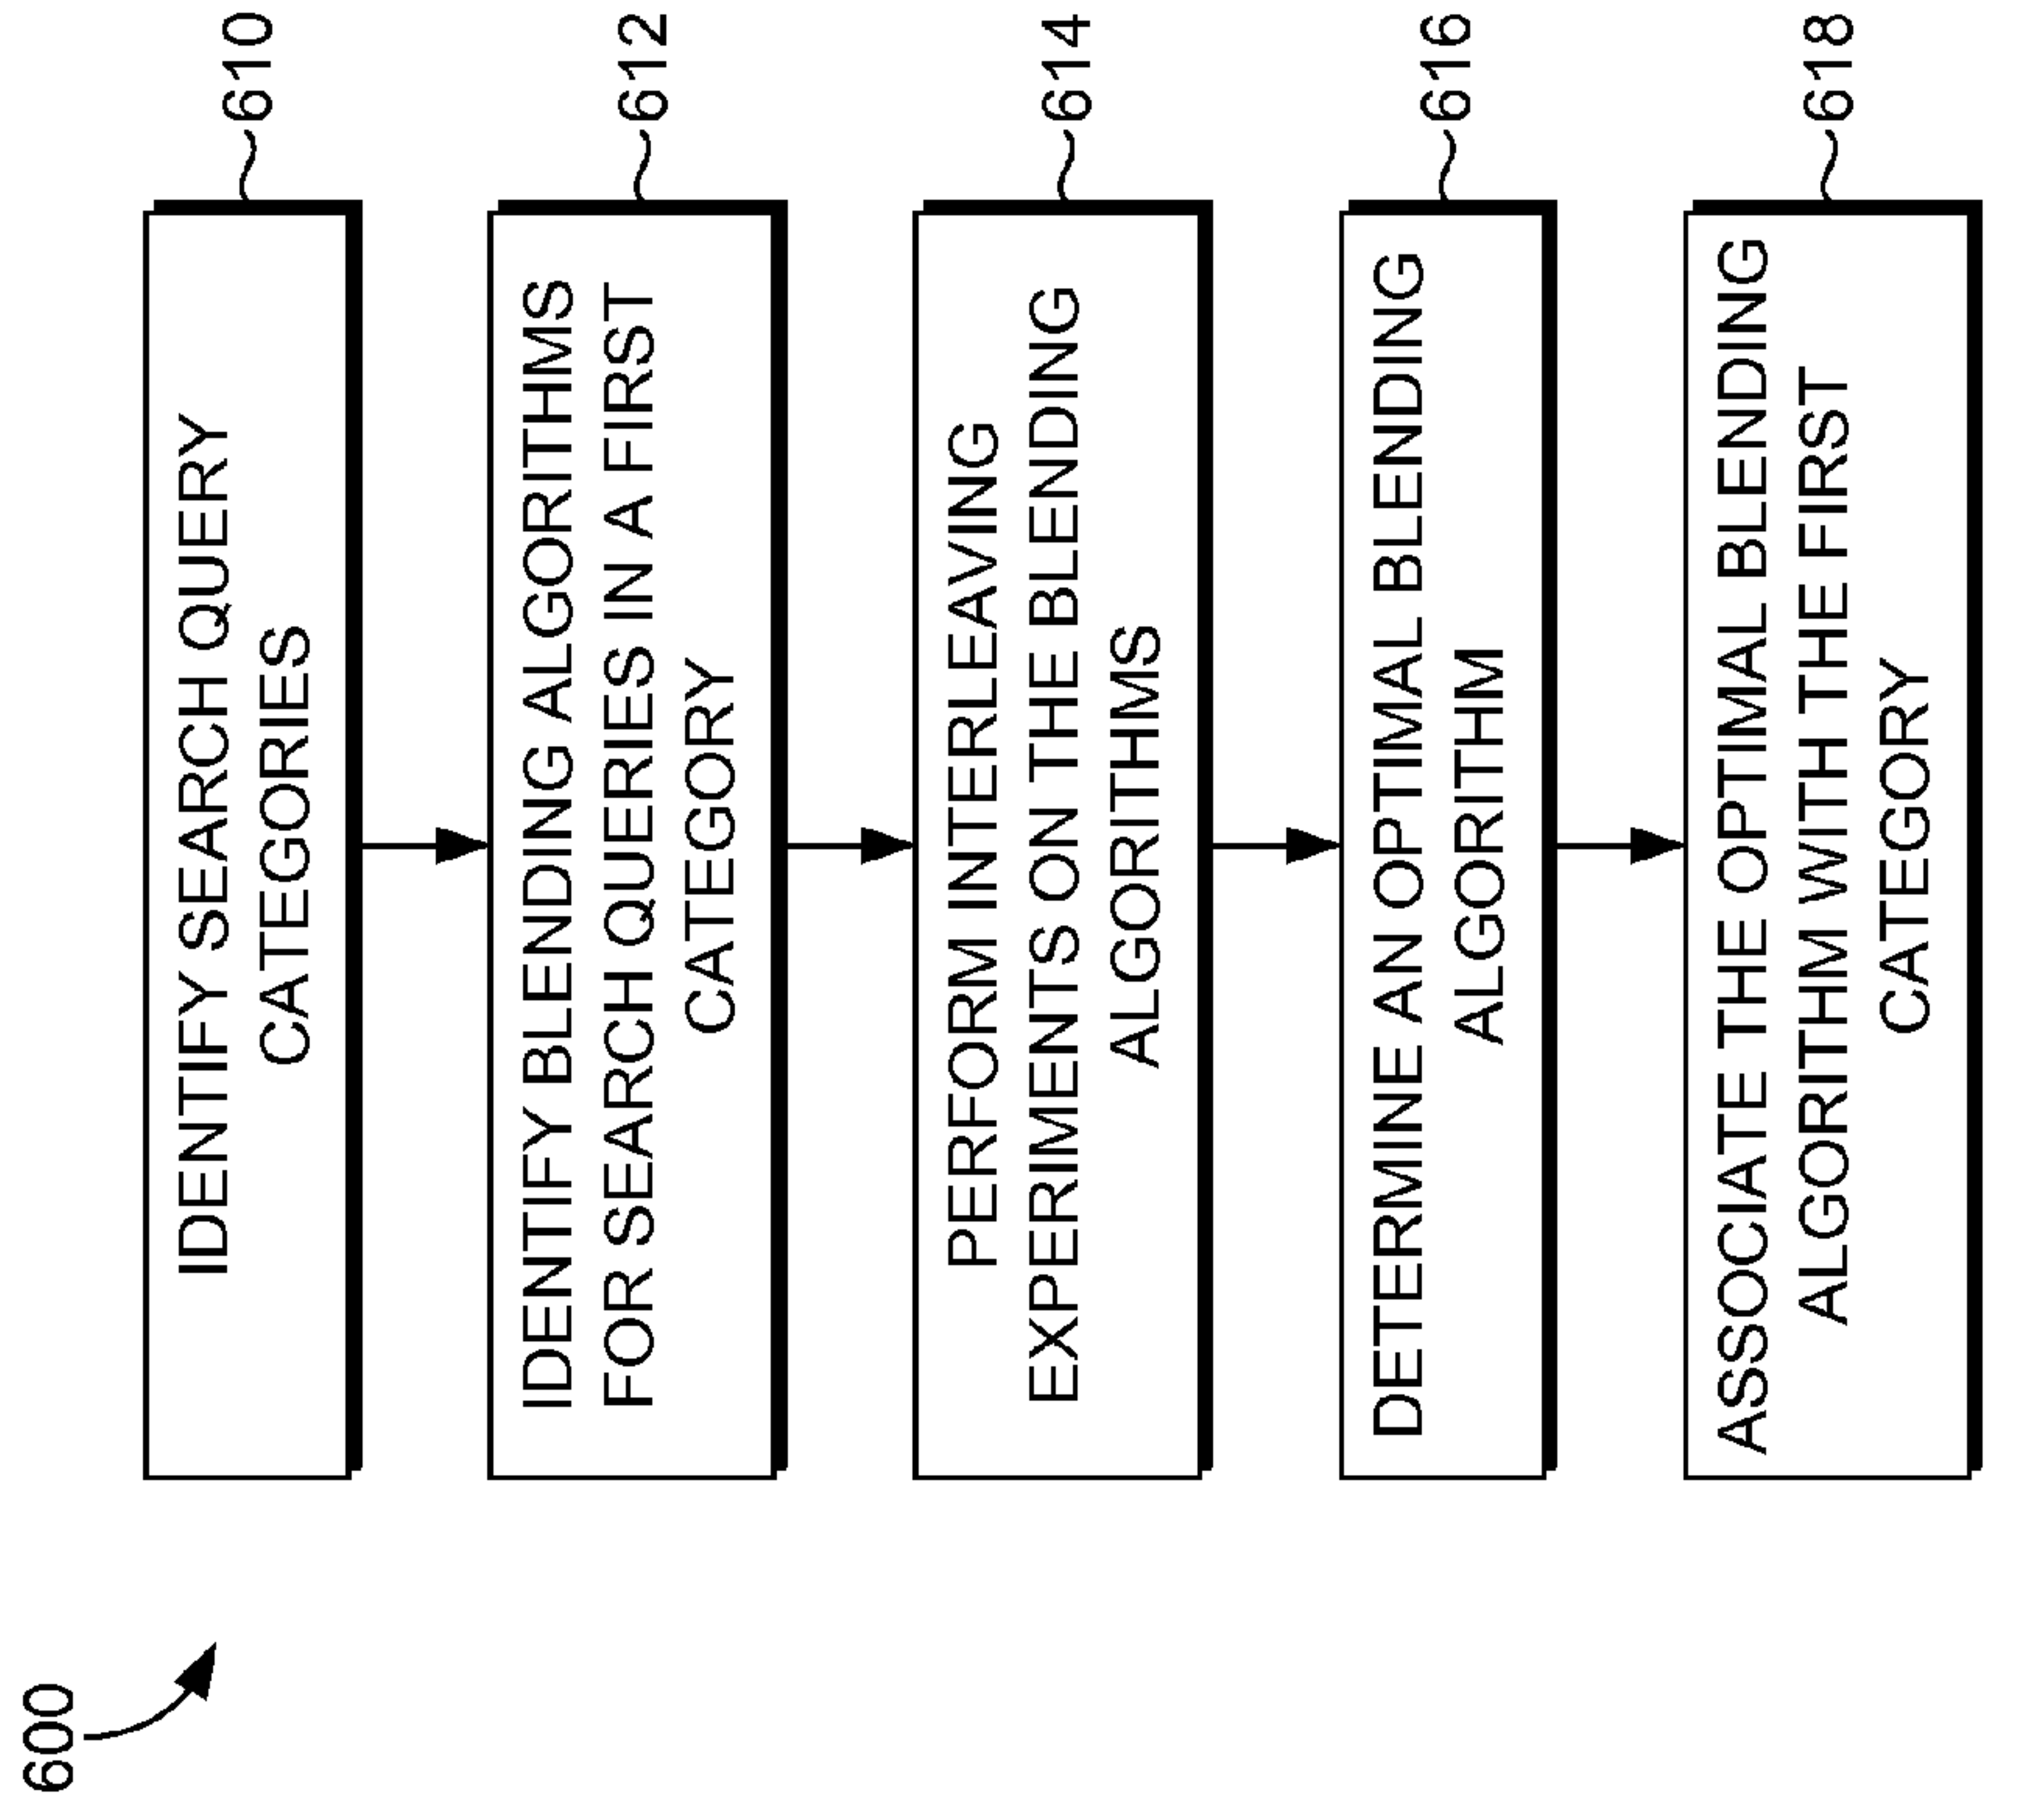 600
IDENTIFY SEARCH QUERY
CATEGORIES
610
IDENTIFY BLENDING ALGORITHMS
FOR SEARCH QUERIES IN A FIRST
CATEGORY
612
PERFORM INTERLEAVING
EXPERIMENTS ON THE BLENDING
ALGORITHMS
614
DETERMINE AN OPTIMAL BLENDING
ALGORITHM
616
ASSOCIATE THE OPTIMAL BLENDING
ALGORITHM WITH THE FIRST
CATEGORY
618